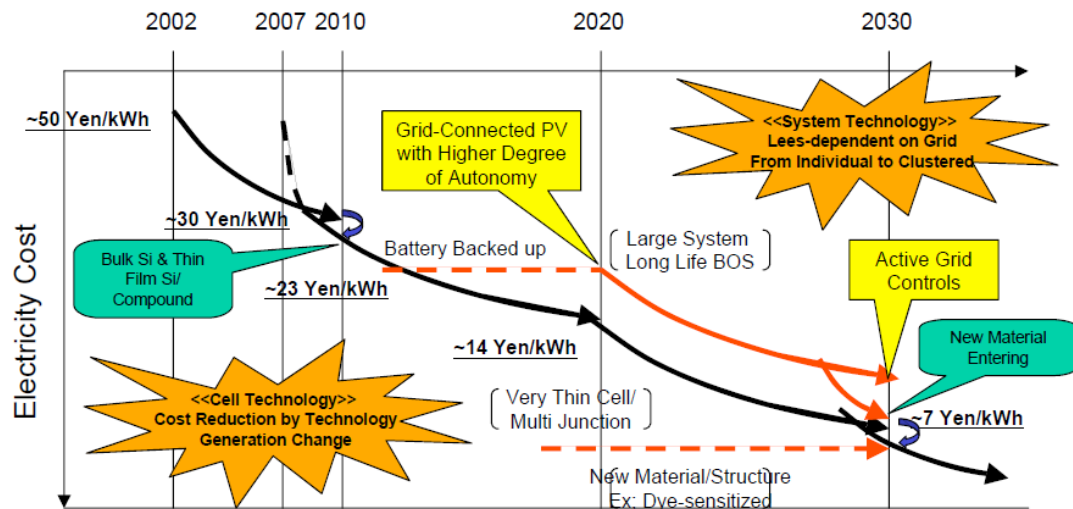 2002
2007
2010
2020
2030
~50 Yen/kWh
Grid-Connected PV
with Higher Degree
of Autonomy
<<System Technology>>
Lees-dependent on Grid
From Individual to Clustered
~30 Yen/kWh
Battery Backed up
Large System
Long Life BOS
Bulk Si & Thin
Film Si/
Compound
~23 Yen/kWh
Active Grid
Controls
Electricity Cost
~14 Yen/kWh
New Material
Entering
<<Cell Technology>>
Cost Reduction by Technology
Generation Change
Very Thin Cell/
Multi Junction
~7 Yen/kWh
New Material/Structure
Ex: Dye-sensitized